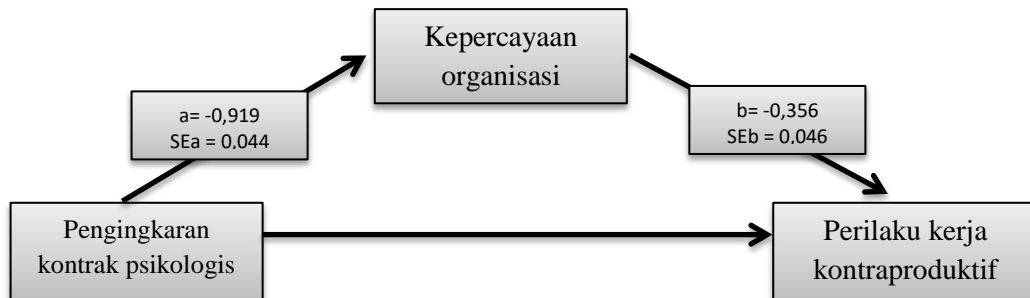 Kepercayaan
organisasi
a= -0,919
SEa = 0,044
b= -0,356
SEb = 0,046
Pengingkaran
kontrak psikologis
Perilaku kerja
kontraproduktif